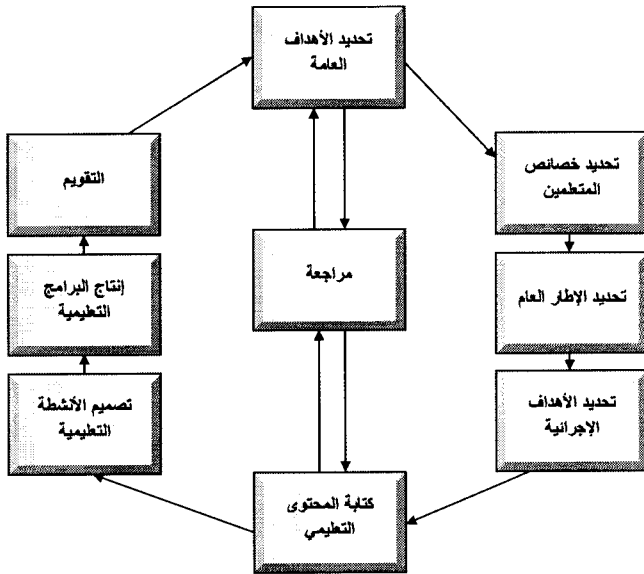 تحديد الأهداف
العامة
تحديد خصائص
المتعلمين
تحديد الإطار العام
تحديد الأهداف
الإجرائية
كتابة المحتوى
التعليمي
تصميم الأنشطة
التعليمية
إنتاج البرامج
التعليمية
التقويم
مراجعة